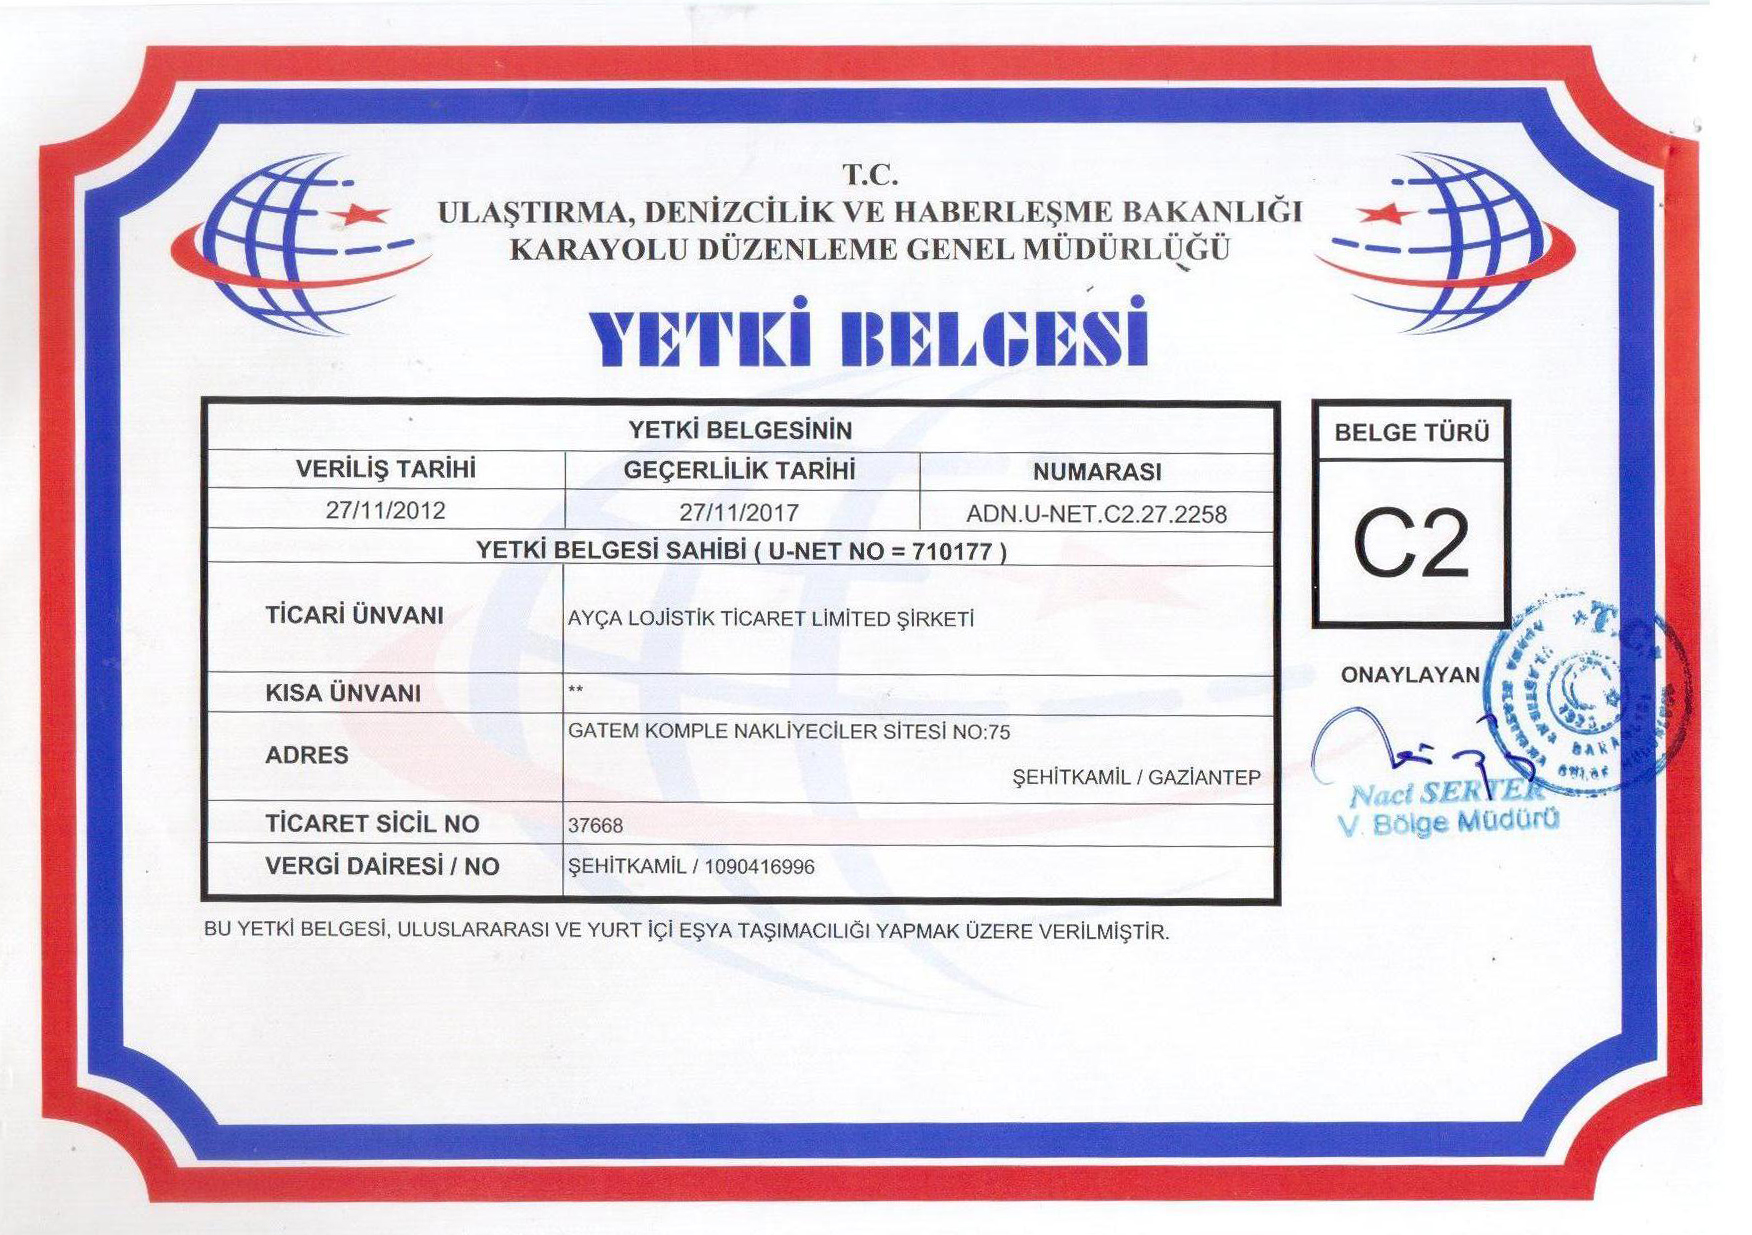 T.C.
ULAŞTIRMA, DENİZCİLİK VE HABERLEŞME BAKANLIĞI
KARAYOLU DÜZENLEME GENEL MÜDÜRLÜĞÜ
YETKİ BELGESİ
YETKİ BELGESİNİN
VERİLİŞ TARİHİ GEÇERLİLİK TARİHİ NUMARASI
27/11/2012 27/11/2017 ADN.U-NET.C2.27.2258
YETKİ BELGESİ SAHİBİ ( U-NET NO = 710177 )
TİCARİ ÜNVANI AYÇA LOJİSTİK TİCARET LİMİTED ŞİRKETİ
KISA ÜNVANI **
ADRES GATEM KOMPLE NAKLİYECİLER SİTESİ NO:75
ŞEHİTKAMİL / GAZİANTEP
TİCARET SİCİL NO 37668
VERGİ DAİRESİ / NO ŞEHİTKAMİL / 1090416996
BU YETKİ BELGESİ, ULUSLARARASI VE YURT İÇİ EŞYA TAŞIMACILIĞI YAPMAK ÜZERE VERİLMİŞTİR.
BELGE TÜRÜ
C2
ONAYLAYAN
Naci SERTER
V. Bölge Müdürü
T.C.